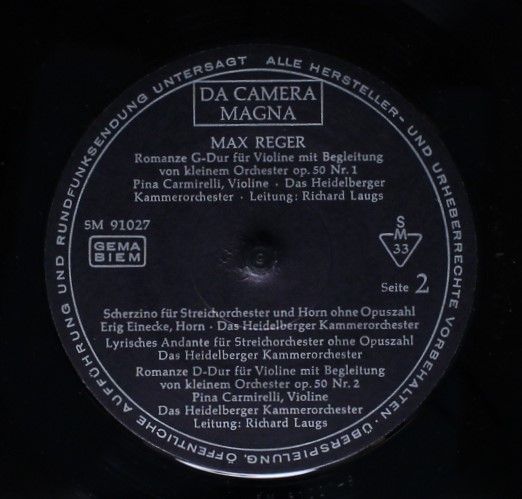 ALLE HERSTELLER- UND URHEBERRECHTE VORBEHALTEN · ÜBERSPIELUNG, ÖFFENTLICHE AUFFÜHRUNG UND RUNDFUNKSENDUNG UNTERSAGT
DA CAMERA
MAGNA
MAX REGER
Romanze G-Dur für Violine mit Begleitung
von kleinem Orchester op. 50 Nr. 1
Pina Carmirelli, Violine · Das Heidelberger
Kammerorchester · Leitung: Richard Laugs
SM 91027
GEMA
BIEM
S
M
33
Seite 2
Scherzino für Streichorchester und Horn ohne Opuszahl
Erig Einecke, Horn · Das Heidelberger Kammerorchester
Lyrisches Andante für Streichorchester ohne Opuszahl
Das Heidelberger Kammerorchester
Romanze D-Dur für Violine mit Begleitung
von kleinem Orchester op. 50 Nr. 2
Pina Carmirelli, Violine
Das Heidelberger Kammerorchester
Leitung: Richard Laugs